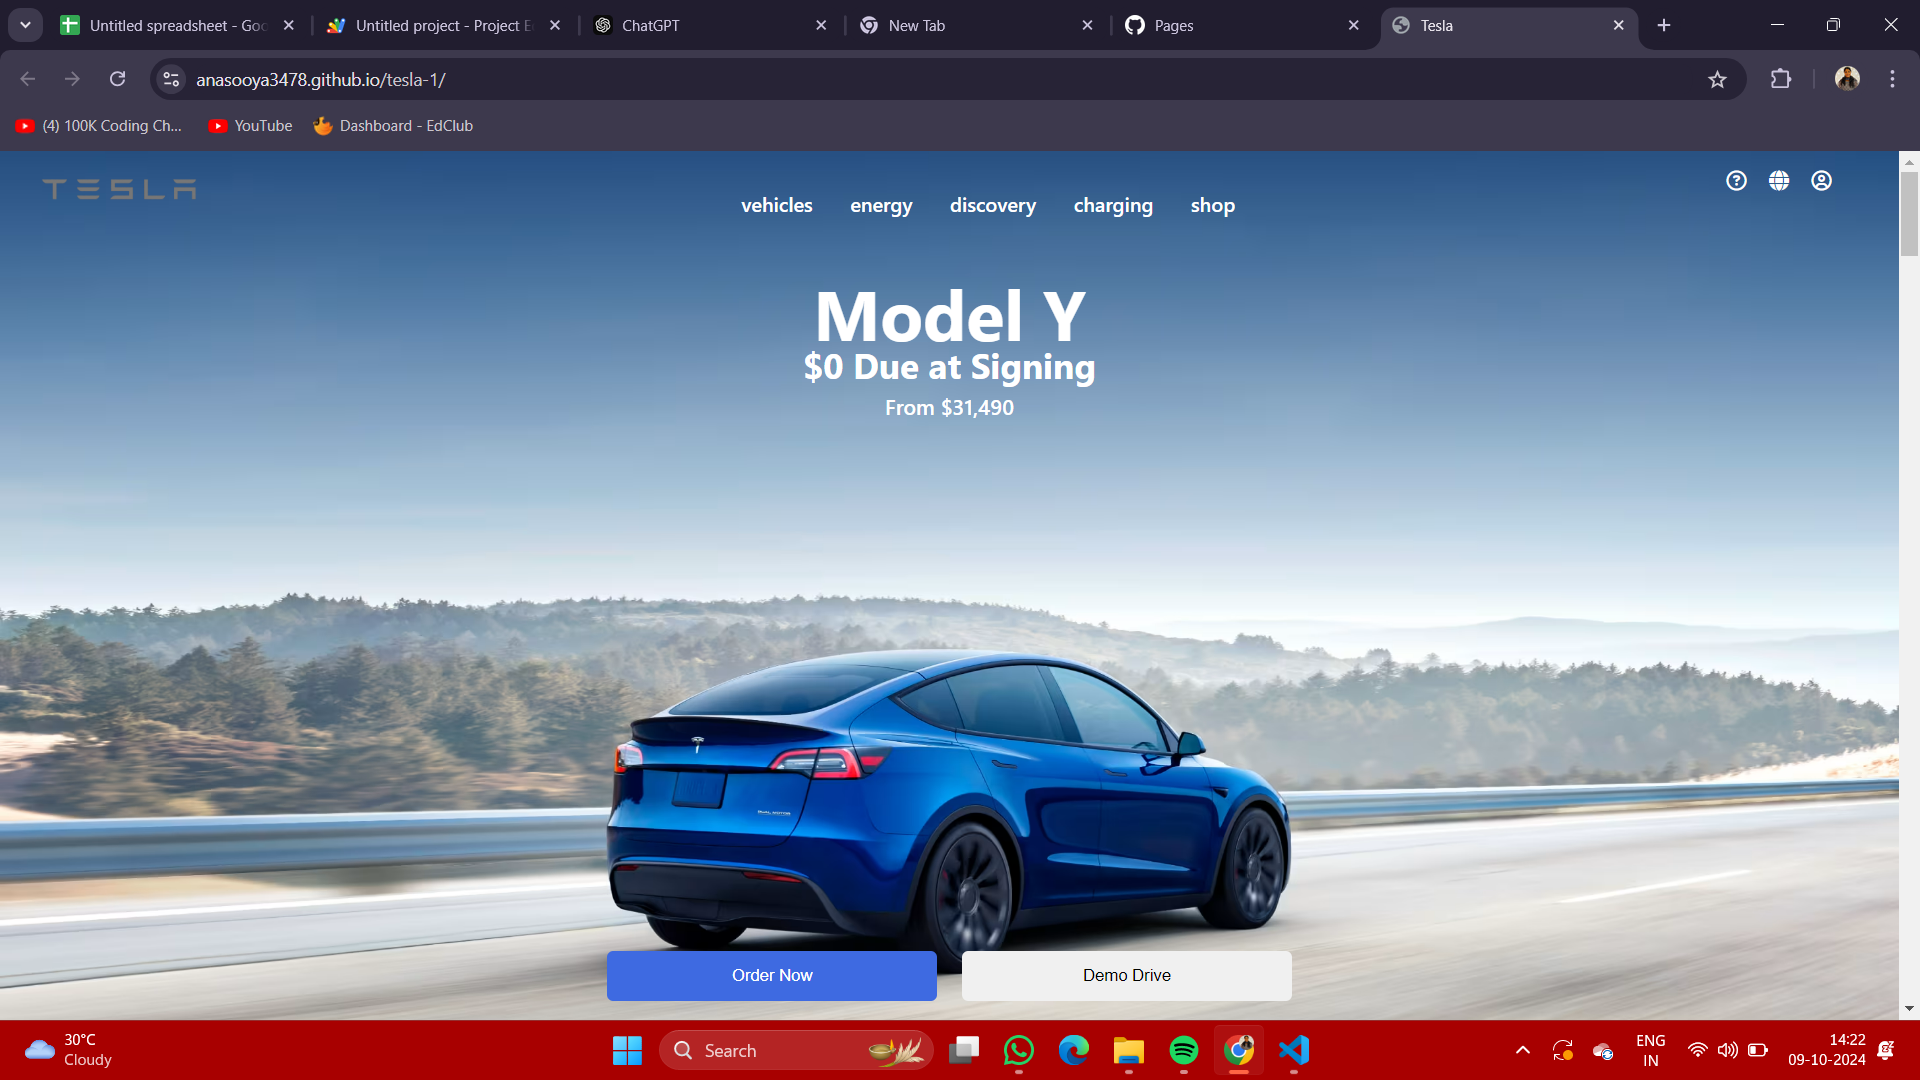 Untitled spreadsheet - Goo
Untitled project - Project E
ChatGPT
New Tab
Pages
Tesla
anasooya3478.github.io/tesla-1/
(4) 100K Coding Ch...
YouTube
Dashboard - EdClub
TESLA
vehicles
energy
discovery
charging
shop
Model Y
$0 Due at Signing
From $31,490
DUAL MOTOR
Order Now
Demo Drive
30°C
Cloudy
Search
ENG
IN
14:22
09-10-2024